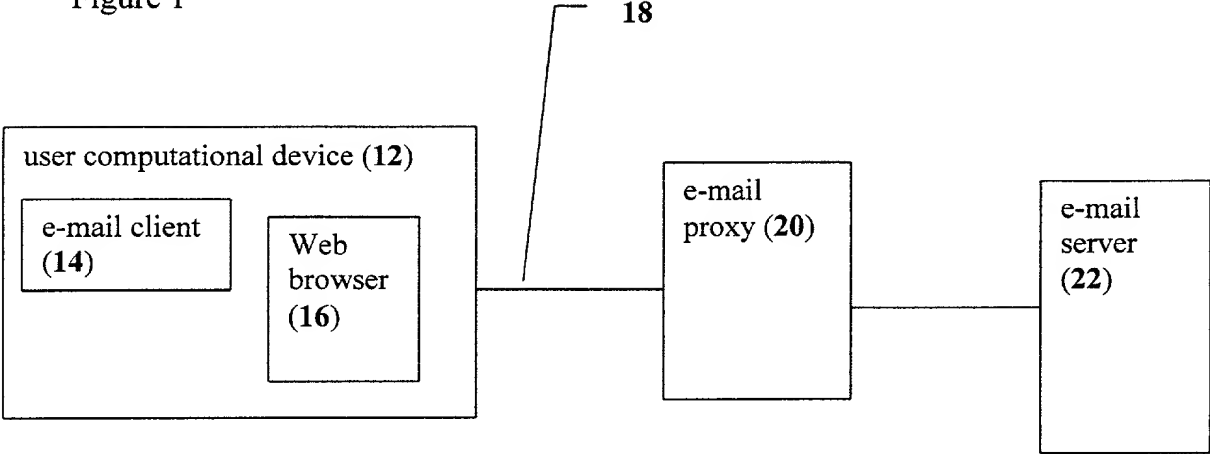 Figure 1
18
user computational device (12)
e-mail client
(14)
Web
browser
(16)
e-mail
proxy (20)
e-mail
server
(22)